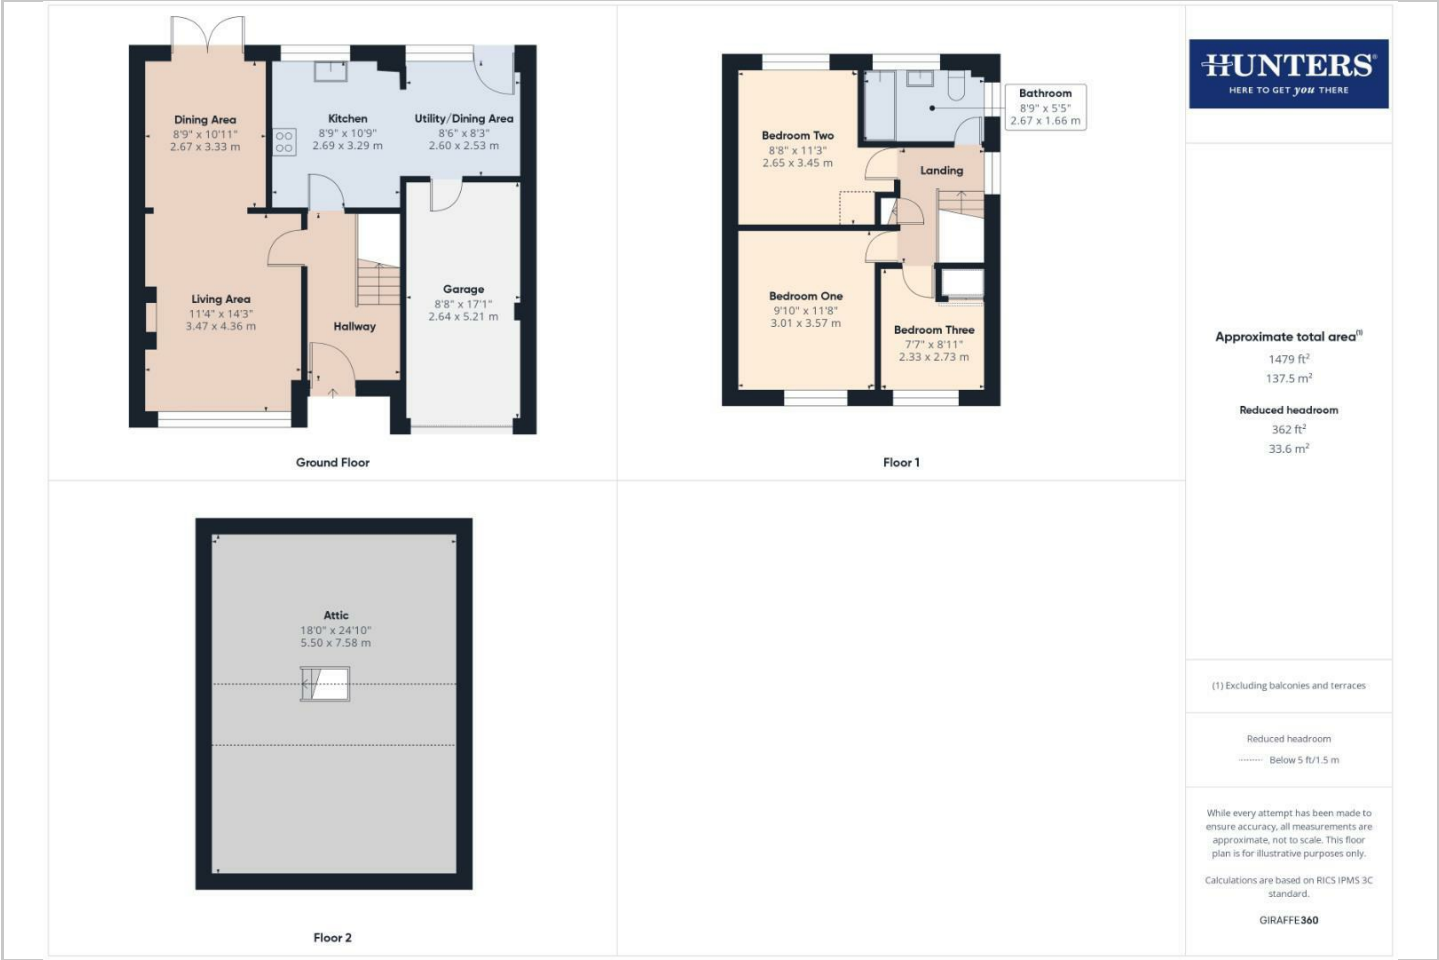 Dining Area
8'9" x 10'11"
2.67 x 3.33 m
Kitchen
8'9" x 10'9"
2.69 x 3.29 m
Utility/Dining Area
8'6" x 8'3"
2.60 x 2.53 m
Living Area
11'4" x 14'3"
3.47 x 4.36 m
Hallway
Garage
8'8" x 17'1"
2.64 x 5.21 m
Ground Floor
Bedroom Two
8'8" x 11'3"
2.65 x 3.45 m
Bathroom
8'9" x 5'5"
2.67 x 1.66 m
Landing
Bedroom One
9'10" x 11'8"
3.01 x 3.57 m
Bedroom Three
7'7" x 8'11"
2.33 x 2.73 m
Floor 1
Attic
18'0" x 24'10"
5.50 x 7.58 m
Floor 2
HUNTERS®
HERE TO GET you THERE
Approximate total area(1)
1479 ft²
137.5 m²
Reduced headroom
362 ft²
33.6 m²
(1) Excluding balconies and terraces
Reduced headroom
Below 5 ft/1.5 m
While every attempt has been made to
ensure accuracy, all measurements are
approximate, not to scale. This floor
plan is for illustrative purposes only.
Calculations are based on RICS IPMS 3C
standard.
GIRAFFE360